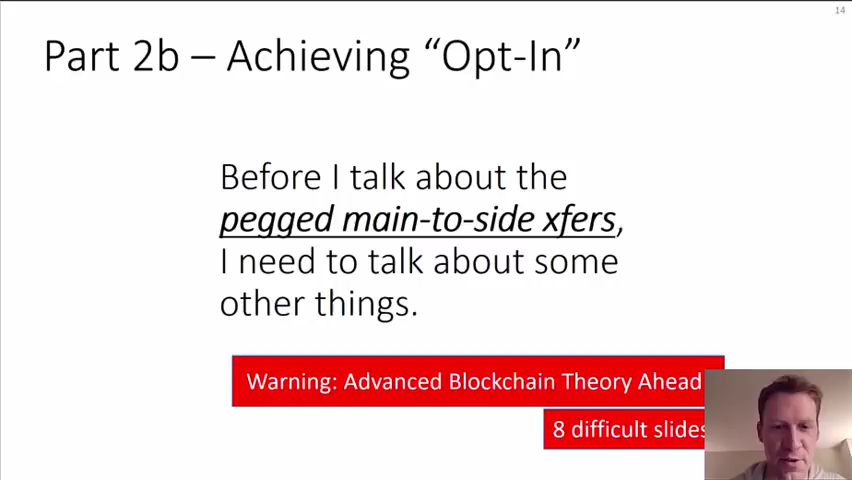 14
Part 2b – Achieving “Opt-In”
Before I talk about the
pegged main-to-side xfers,
I need to talk about some
other things.
Warning: Advanced Blockchain Theory Ahead
8 difficult slides